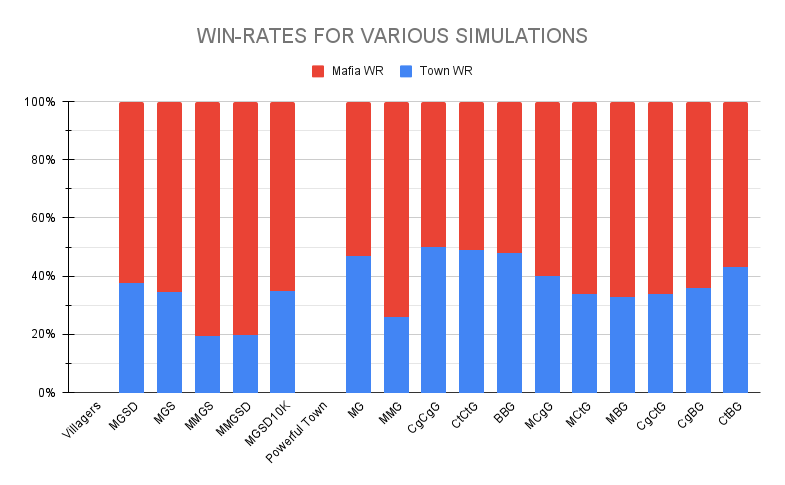 WIN-RATES FOR VARIOUS SIMULATIONS
Mafia WR Town WR
100%
80%
60%
40%
20%
0%
Villagers
MGSD
MGS
MMGS
MMGSD
MGSD10K
Powerful Town
MG
MMG
CgCgG
CtCtG
BBG
MCgG
MCtG
MBG
CgCtG
CgBG
CtBG